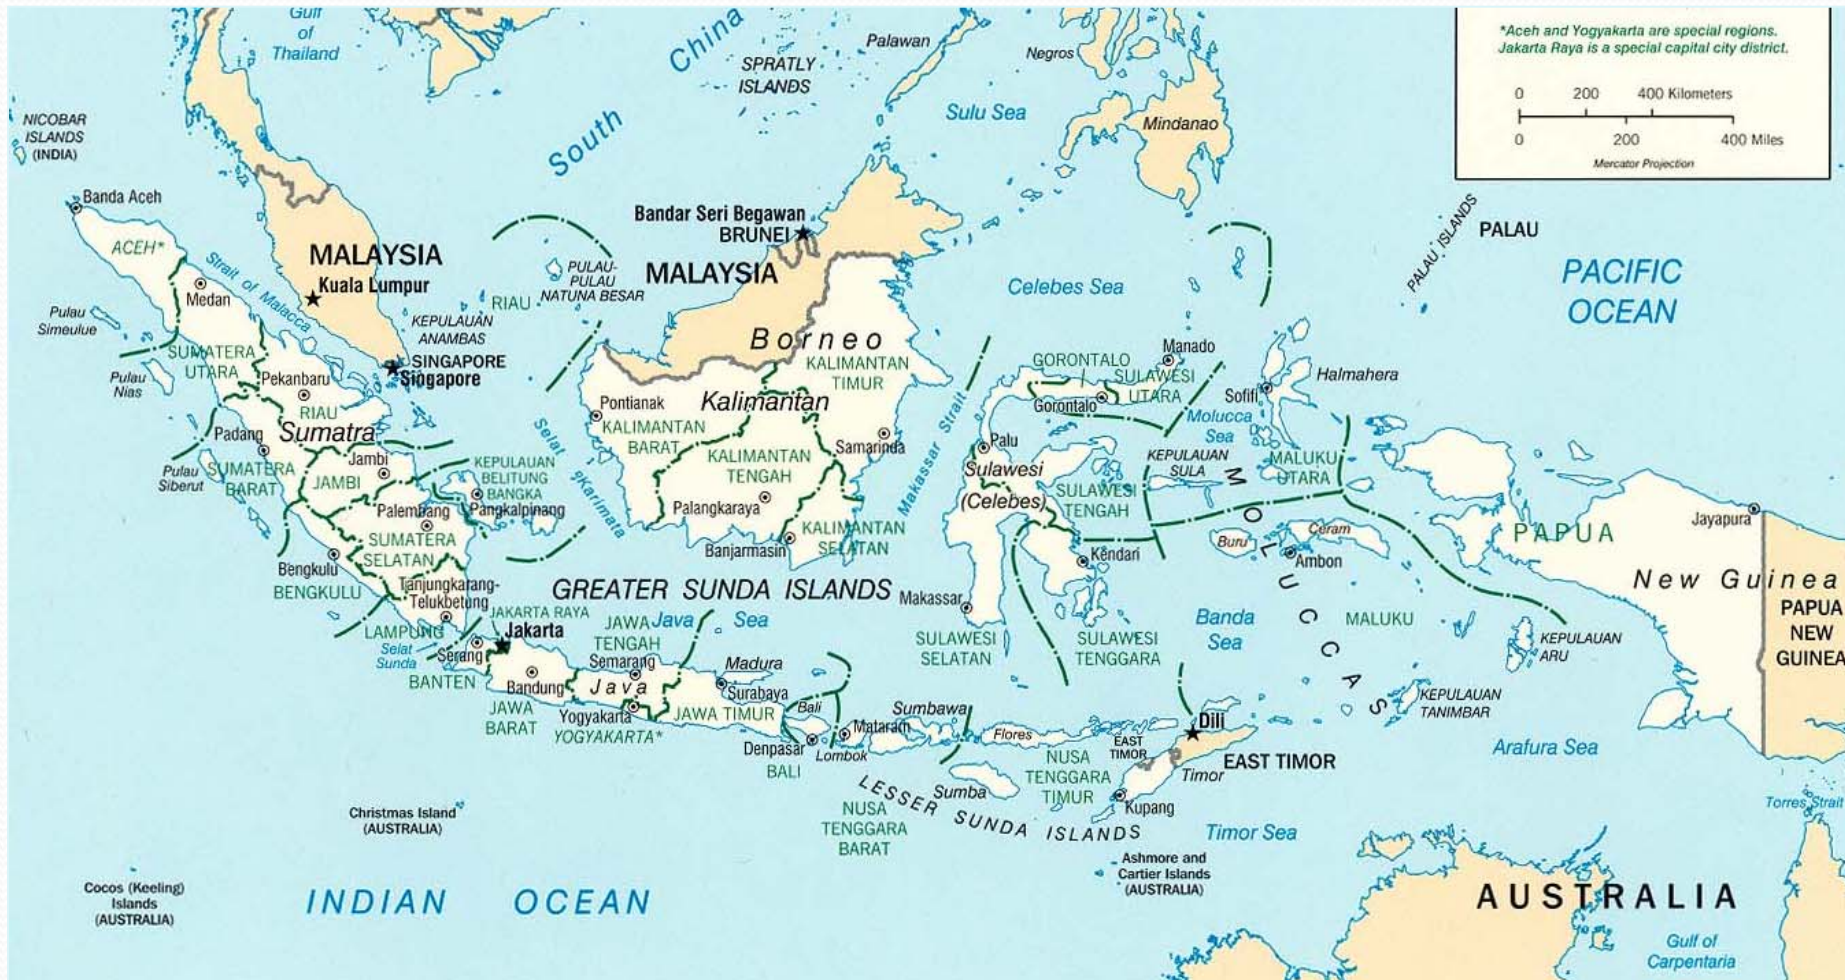 Gulf
of
Thailand
South
China
SPRATLY
ISLANDS
Palawan
Negros
Sulu Sea
Mindanao
*Aceh and Yogyakarta are special regions.
Jakarta Raya is a special capital city district.
0 200 400 Kilometers
0 200 400 Miles
Mercator Projection
NICOBAR
ISLANDS
(INDIA)
Banda Aceh
ACEH*
Strait of Malacca
Medan
MALAYSIA
Kuala Lumpur
Bandar Seri Begawan
BRUNEI
MALAYSIA
PULAU-
PULAU
NATUNA BESAR
RIAU
KEPULAUAN
ANAMBAS
SINGAPORE
Singapore
Celebes Sea
PALAU ISLANDS
PALAU
PACIFIC
OCEAN
Pulau
Simeulue
SUMATERA
UTARA
Pulau
Nias
Pekanbaru
RIAU
Sumatra
Padang
Pulau
Siberut
SUMATERA
BARAT
Jambi
JAMBI
KEPULAUAN
BELITUNG
BANGKA
Pangkalpinang
Palembang
SUMATERA
SELATAN
Bengkulu
BENGKULU
Tanjungkarang-
Telukbetung
LAMPUNG
Selat
Sunda
Selat
gKarimata
Borneo
KALIMANTAN
TIMUR
Kalimantan
Pontianak
KALIMANTAN
BARAT
KALIMANTAN
TENGAH
Samarinda
Palangkaraya
Banjarmasin
KALIMANTAN
SELATAN
Makassar Strait
GORONTALO
SULAWESI
UTARA
Manado
Gorontalo
Palu
Sulawesi
(Celebes)
SULAWESI
TENGAH
Kendari
Makassar
SULAWESI
SELATAN
SULAWESI
TENGGARA
Sofifi
Halmahera
Molucca
Sea
KEPULAUAN
SULA
MALUKU
UTARA
MOLUCCAS
Buru
Ceram
Ambon
Banda
Sea
MALUKU
PAPUA
Jayapura
New Guinea
PAPUA
NEW
GUINEA
KEPULAUAN
ARU
KEPULAUAN
TANIMBAR
Arafura Sea
GREATER SUNDA ISLANDS
JAKARTA RAYA
Jakarta
Serang
BANTEN
Bandung
JAWA
BARAT
JAWA
TENGAH
Java Sea
Semarang
Java
Yogyakarta
YOGYAKARTA*
Madura
Surabaya
JAWA TIMUR
Bali
Denpasar
BALI
Mataram
Lombok
Sumbawa
Flores
Sumba
LESSER SUNDA ISLANDS
NUSA
TENGGARA
BARAT
NUSA
TENGGARA
TIMUR
EAST
TIMOR
Dili
EAST TIMOR
Timor
Kupang
Timor Sea
Torres Strait
Christmas Island
(AUSTRALIA)
Cocos (Keeling)
Islands
(AUSTRALIA)
INDIAN OCEAN
Ashmore and
Cartier Islands
(AUSTRALIA)
AUSTRALIA
Gulf of
Carpentaria